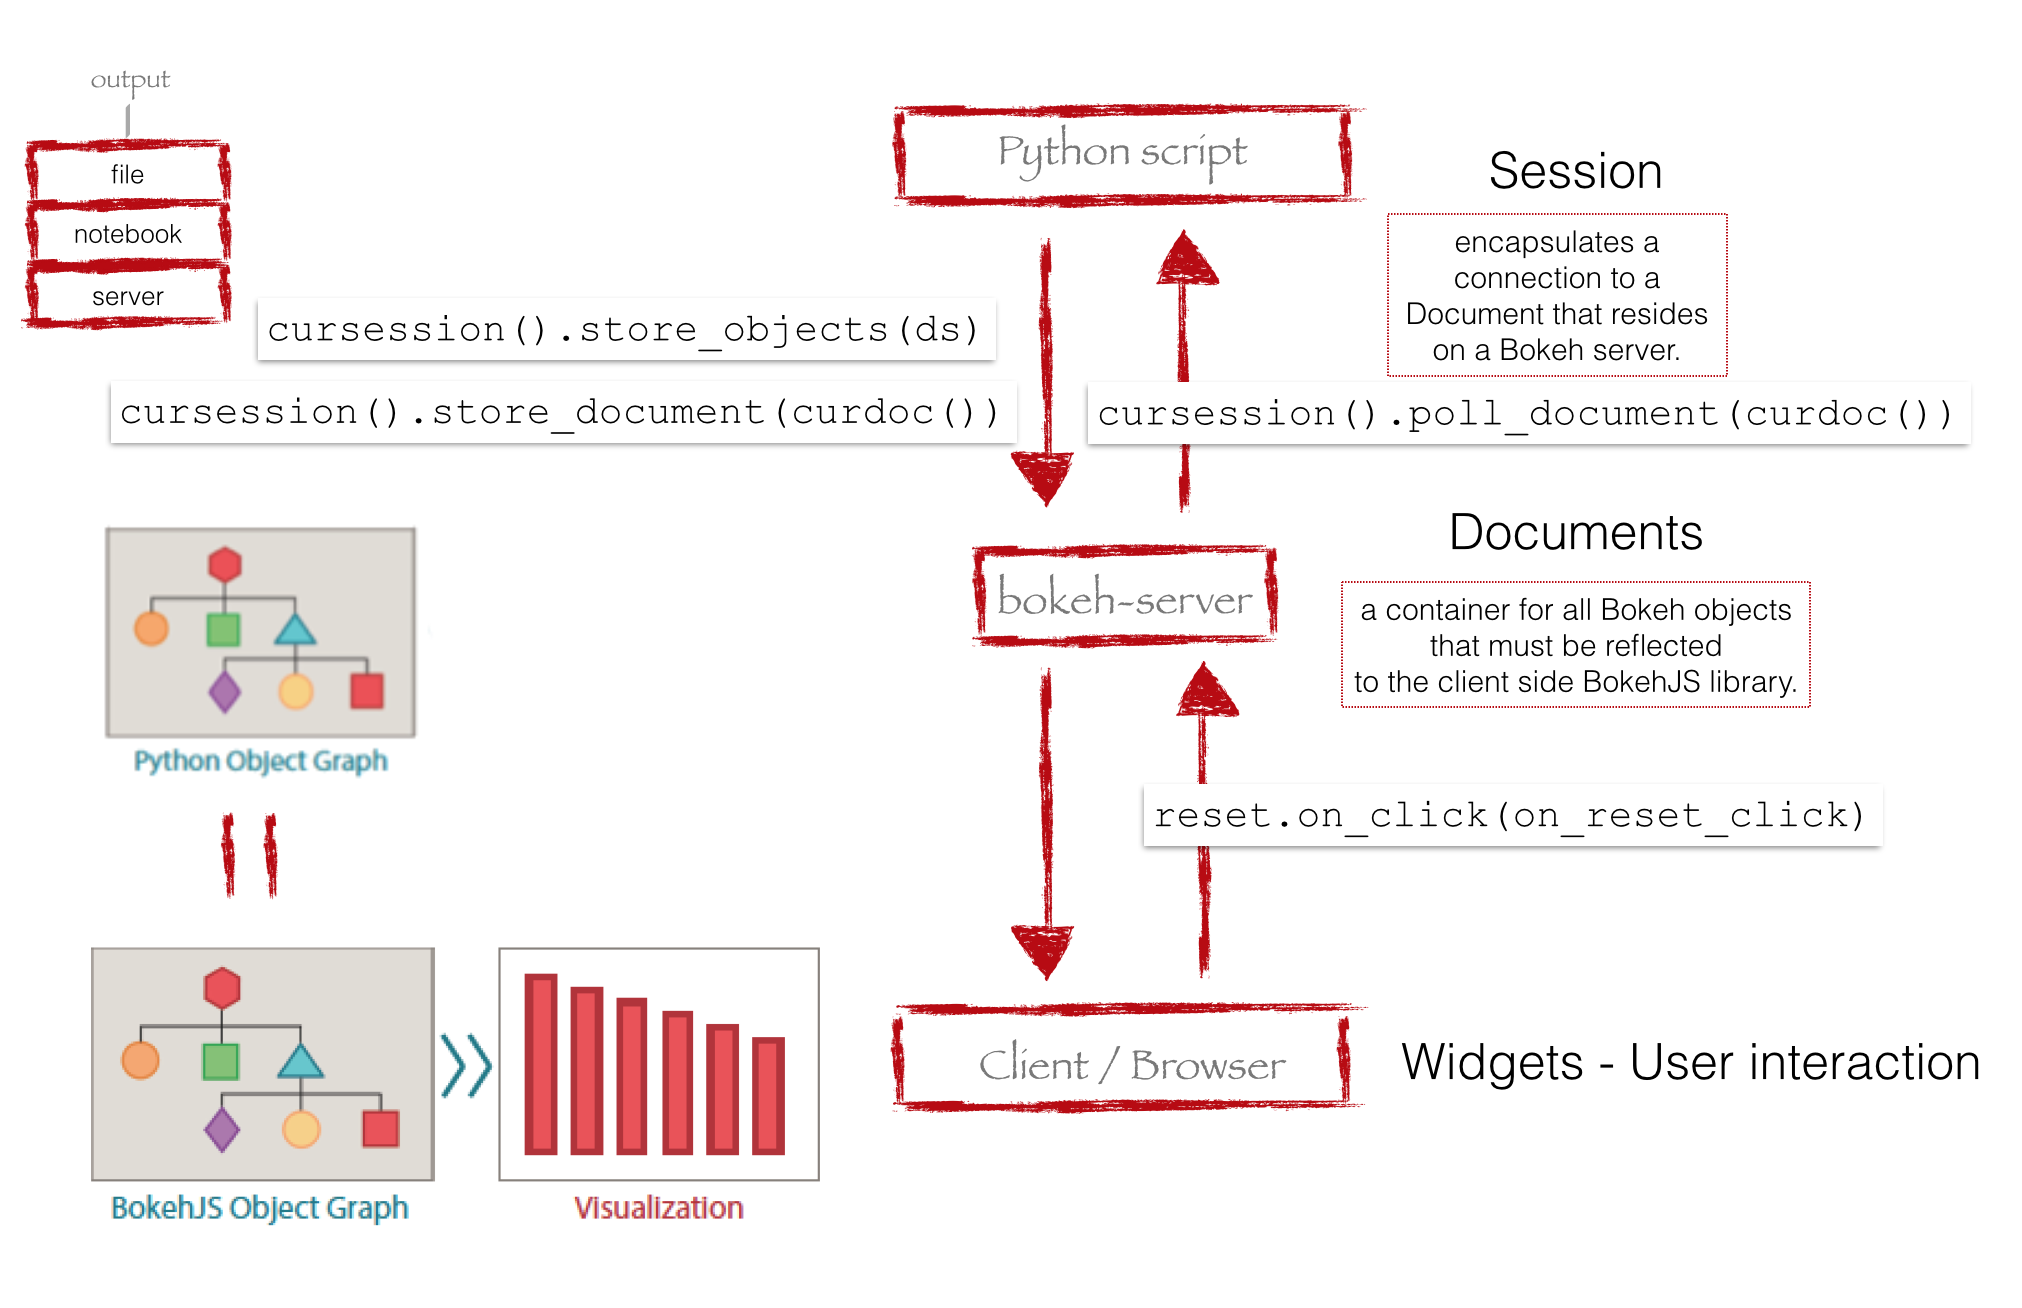 output
file
notebook
server
Python script
Session
encapsulates a
connection to a
Document that resides
on a Bokeh server.
cursession().store_objects(ds)
cursession().store_document(curdoc())
cursession().poll_document(curdoc())
bokeh-server
Documents
a container for all Bokeh objects
that must be reflected
to the client side BokehJS library.
Python Object Graph
reset.on_click(on_reset_click)
Client / Browser
Widgets - User interaction
BokehJS Object Graph
Visualization